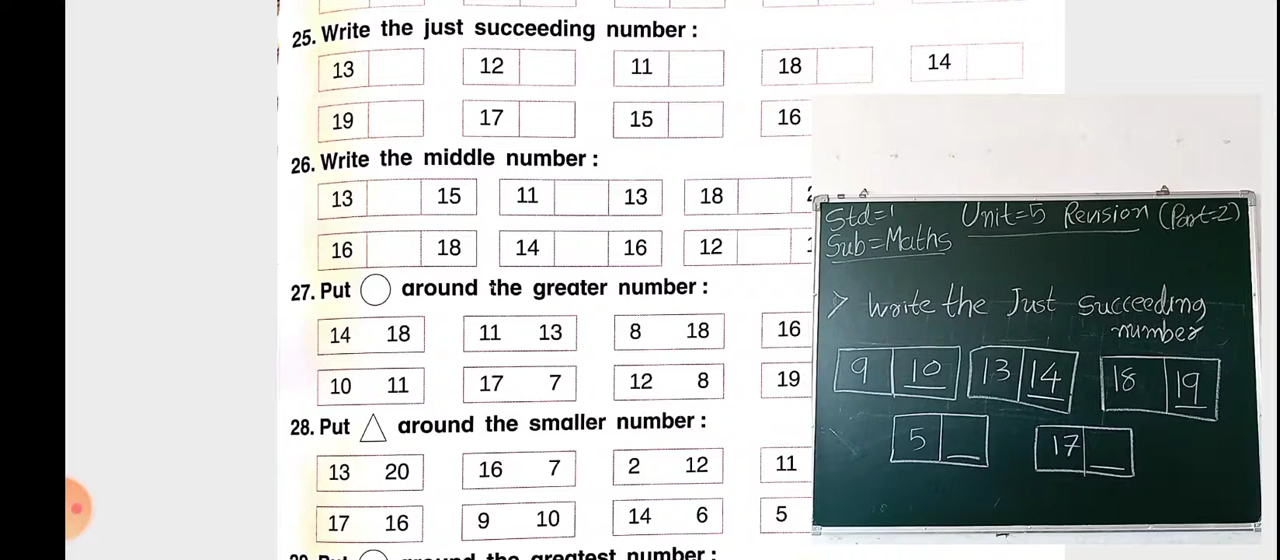 25. Write the just succeeding number :
13 12 11 18 14
19 17 15 16
26. Write the middle number :
13 15 11 13 18
16 18 14 16 12
27. Put ◯ around the greater number :
14 18 11 13 8 18 16
10 11 17 7 12 8 19
28. Put △ around the smaller number :
13 20 16 7 2 12 11
17 16 9 10 14 6 5
around the greatest number :
Std=1 Unit=5 Revision (Part=2)
Sub=Maths
> Write the Just Succeeding
number
9 10 13 14 18 19
5 _ 17 _